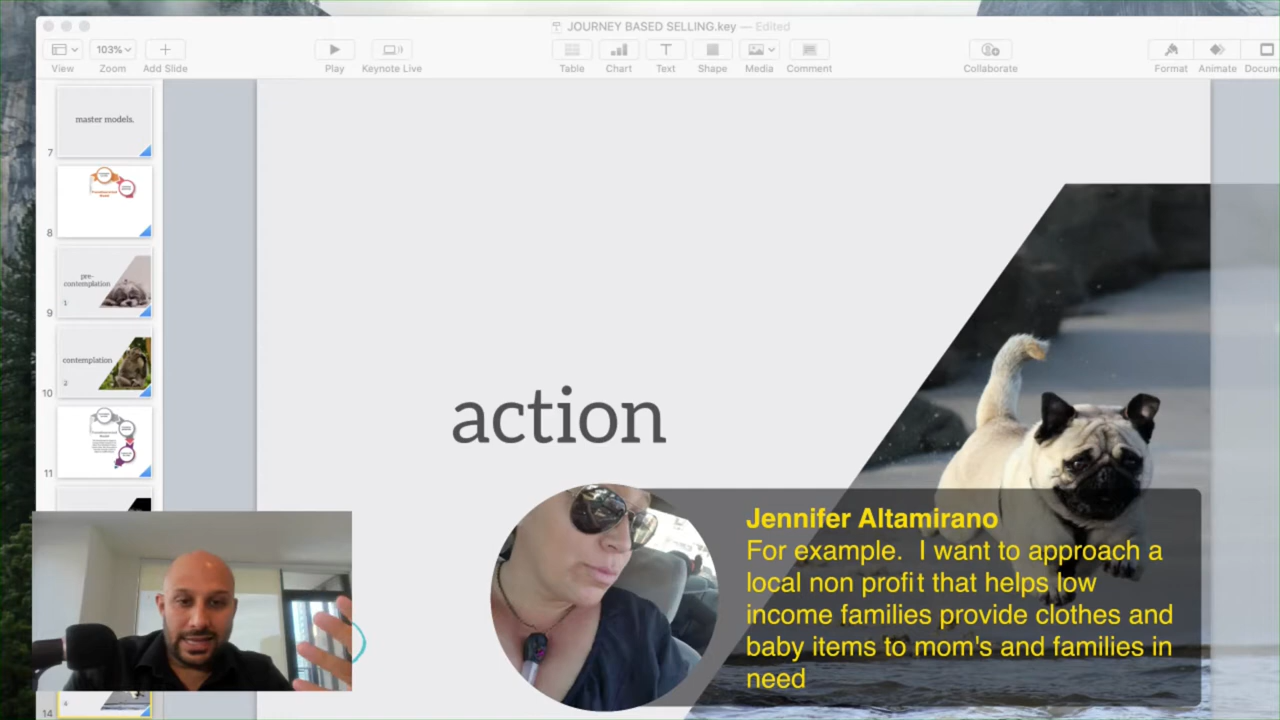 JOURNEY BASED SELLING.key — Edited
103%
View
Zoom
Add Slide
Play
Keynote Live
Table
Chart
Text
Shape
Media
Comment
Collaborate
Format
Animate
master models.
7
8
pre-
contemplation
1
9
contemplation
2
10
11
14
action
Jennifer Altamirano
For example. I want to approach a
local non profit that helps low
income families provide clothes and
baby items to mom's and families in
need